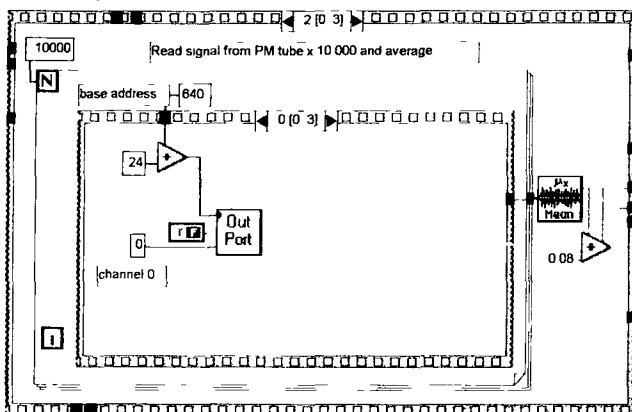 2 [0 3]
10000
Read signal from PM tube x 10 000 and average
N
base address 640
0 [0 3]
24
+
μx
Mean
Out
Port
r
0
channel 0
0 08
+
I